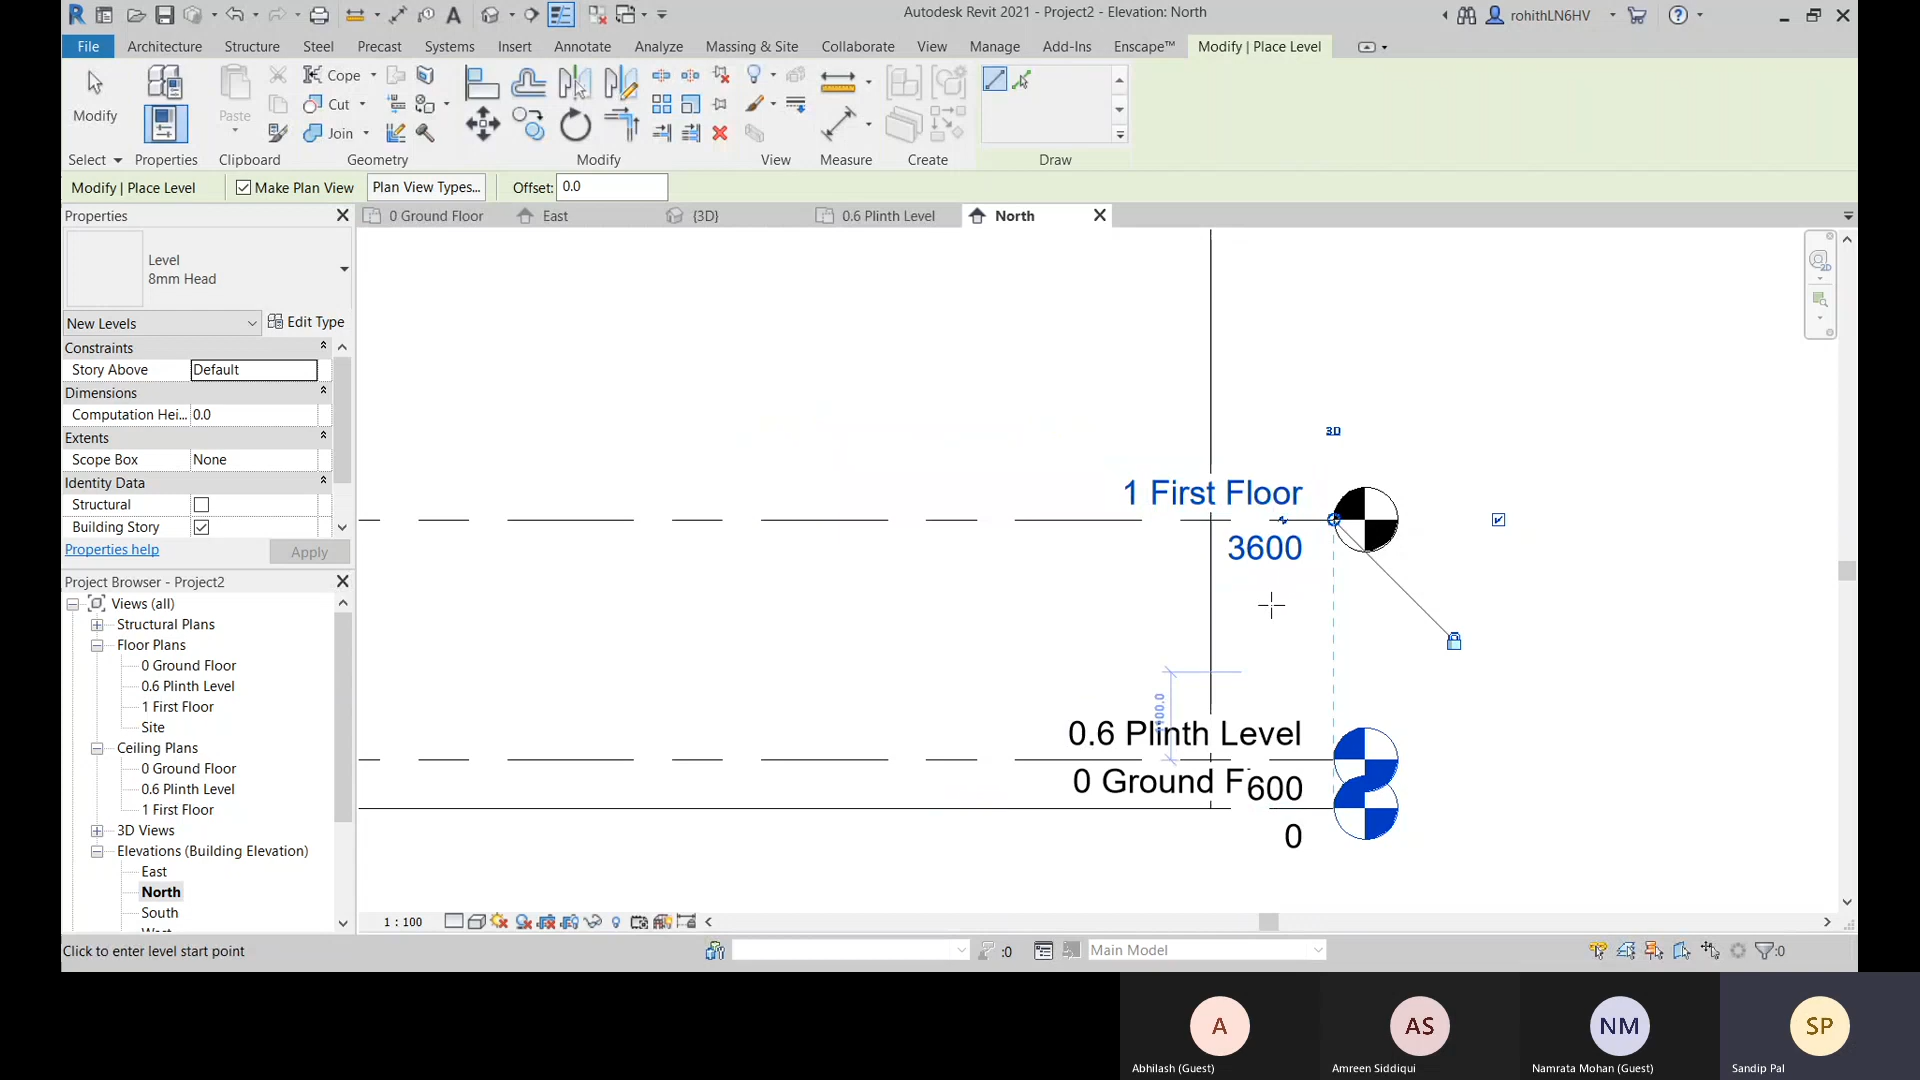 Autodesk Revit 2021 - Project2 - Elevation: North
rohithLN6HV
File Architecture Structure Steel Precast Systems Insert Annotate Analyze Massing & Site Collaborate View Manage Add-Ins Enscape™ Modify | Place Level
Modify
Paste
Cope
Cut
Join
Select Properties Clipboard Geometry Modify View Measure Create Draw
Modify | Place Level Make Plan View Plan View Types... Offset: 0.0
Properties
0 Ground Floor East {3D} 0.6 Plinth Level North
Level
8mm Head
New Levels Edit Type
Constraints
Story Above Default
Dimensions
Computation Hei... 0.0
Extents
Scope Box None
Identity Data
Structural
Building Story
Properties help Apply
Project Browser - Project2
Views (all)
Structural Plans
Floor Plans
0 Ground Floor
0.6 Plinth Level
1 First Floor
Site
Ceiling Plans
0 Ground Floor
0.6 Plinth Level
1 First Floor
3D Views
Elevations (Building Elevation)
East
North
South
3D
1 First Floor
3600
0.6 Plinth Level
0 Ground F
600
0
1 : 100
2D
Click to enter level start point
:0
Main Model
:0
A
AS
NM
SP
Abhilash (Guest)
Amreen Siddiqui
Namrata Mohan (Guest)
Sandip Pal